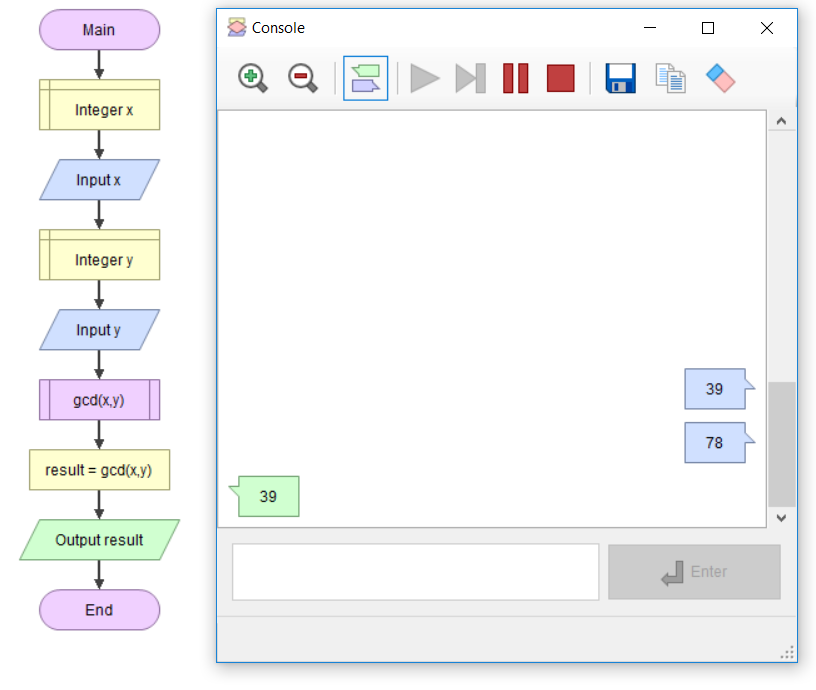 Main
Integer x
Input x
Integer y
Input y
gcd(x,y)
result = gcd(x,y)
Output result
End
Console
39
78
39
Enter